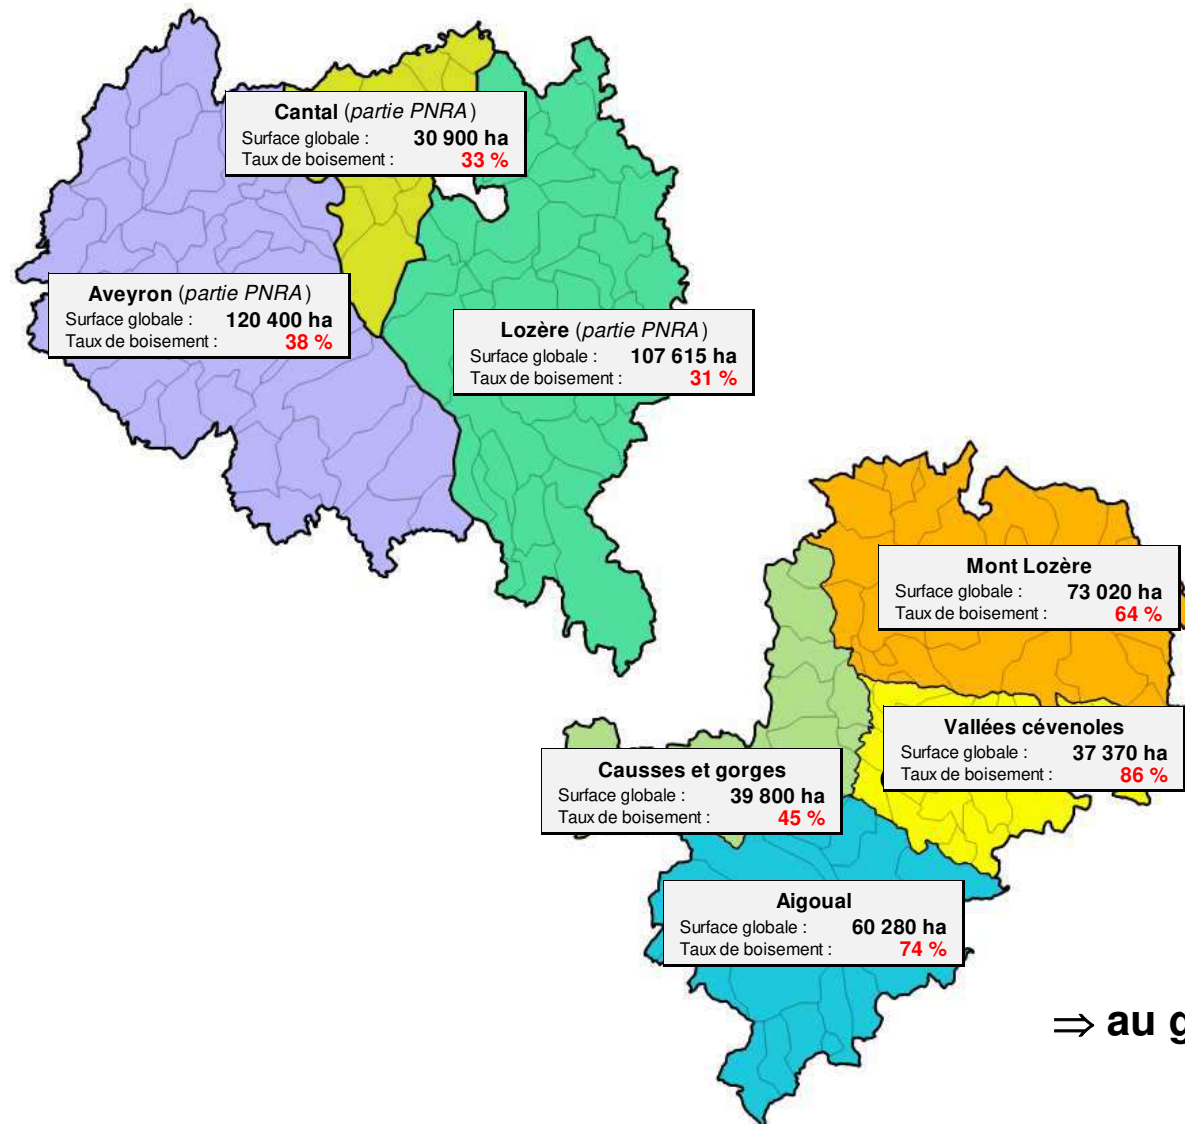 Cantal (partie PNRA)
Surface globale : 30 900 ha
Taux de boisement : 33 %
Aveyron (partie PNRA)
Surface globale : 120 400 ha
Taux de boisement : 38 %
Lozère (partie PNRA)
Surface globale : 107 615 ha
Taux de boisement : 31 %
Mont Lozère
Surface globale : 73 020 ha
Taux de boisement : 64 %
Vallées cévenoles
Surface globale : 37 370 ha
Taux de boisement : 86 %
Causses et gorges
Surface globale : 39 800 ha
Taux de boisement : 45 %
Aigoual
Surface globale : 60 280 ha
Taux de boisement : 74 %
⇒ au g